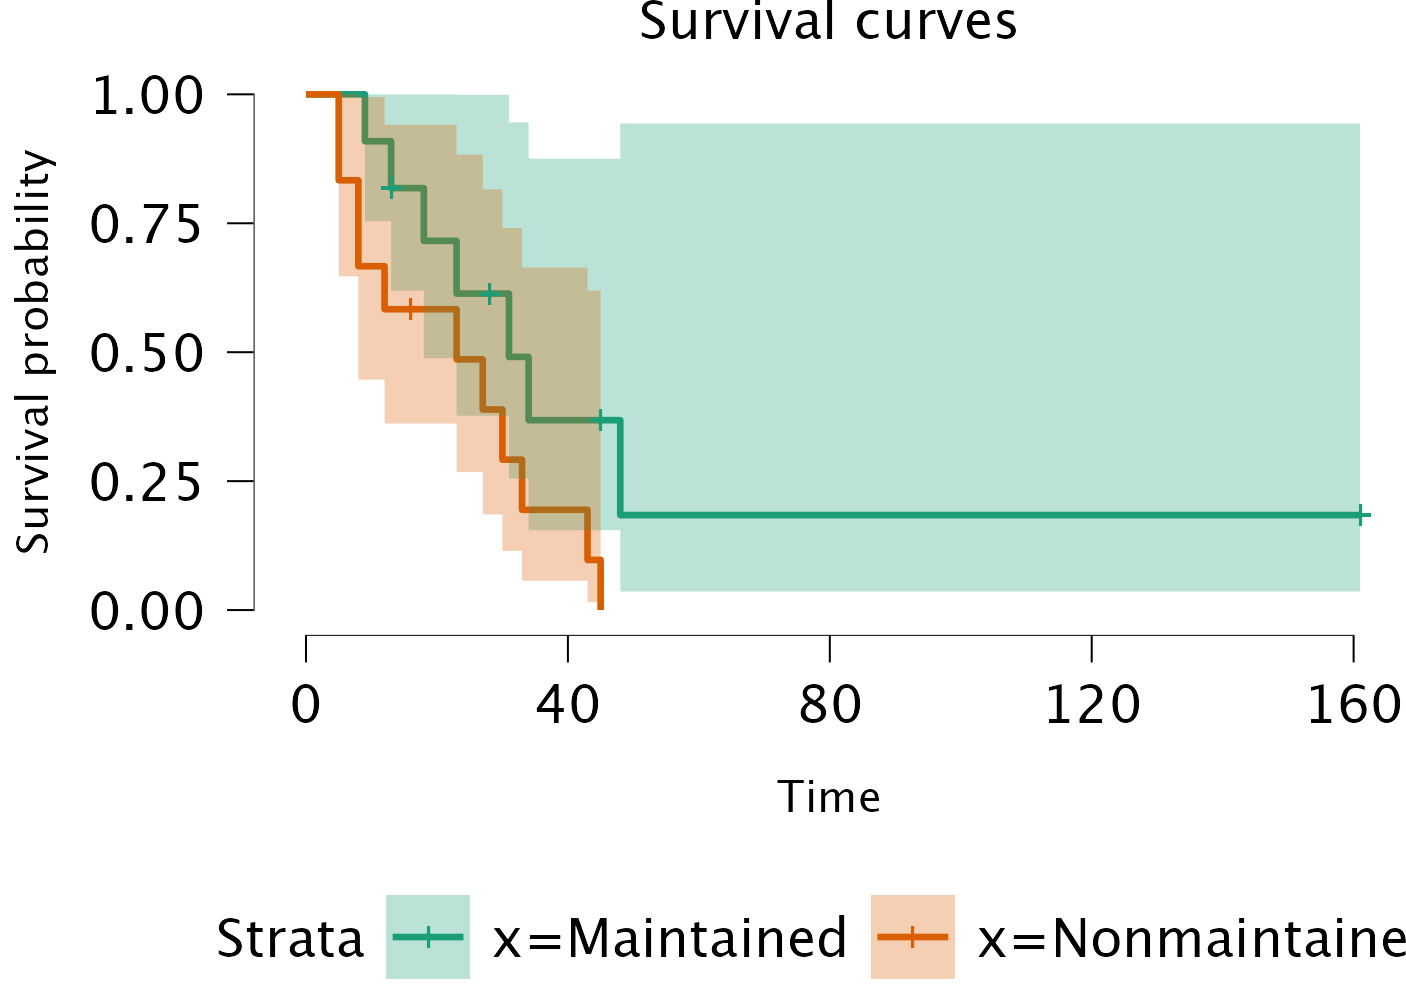 Survival curves
Survival probability
1.00
0.75
0.50
0.25
0.00
0 40 80 120 160
Time
Strata x=Maintained x=Nonmaintaine